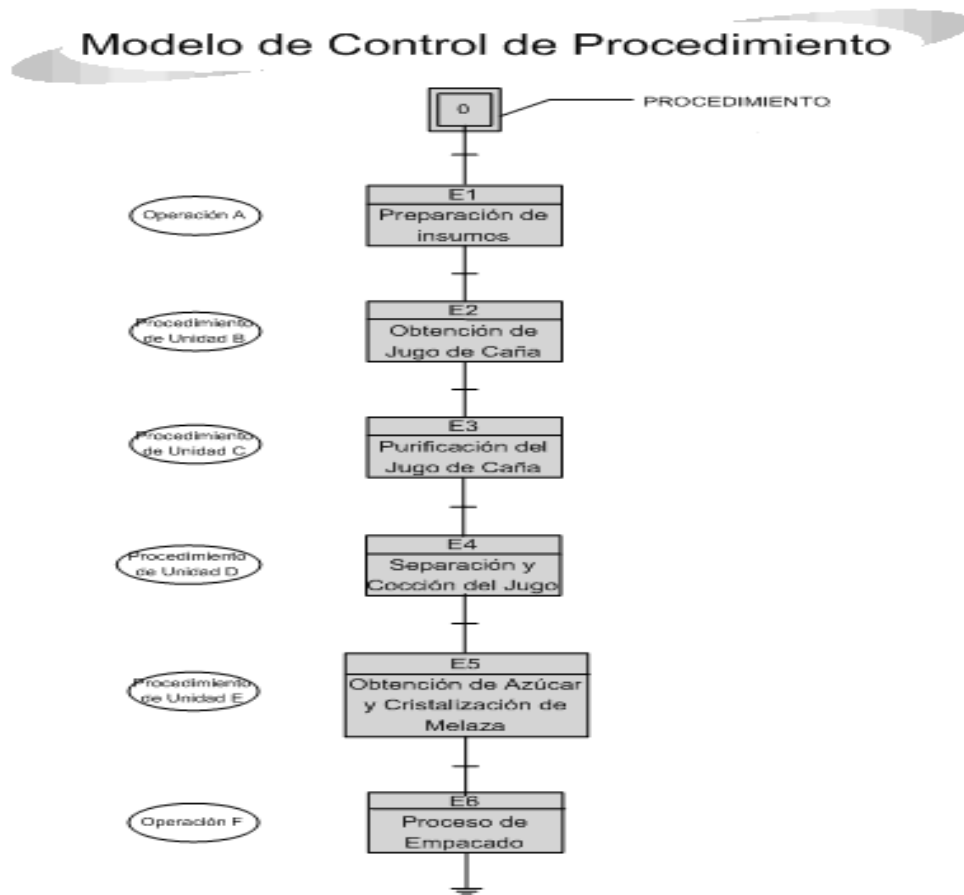 Modelo de Control de Procedimiento
0
PROCEDIMIENTO
Operación A
E1
Preparación de
insumos
Procedimiento
de Unidad B
E2
Obtención de
Jugo de Caña
Procedimiento
de Unidad C
E3
Purificación del
Jugo de Caña
Procedimiento
de Unidad D
E4
Separación y
Cocción del Jugo
Procedimiento
de Unidad E
E5
Obtención de Azúcar
y Cristalización de
Melaza
Operación F
E6
Proceso de
Empacado